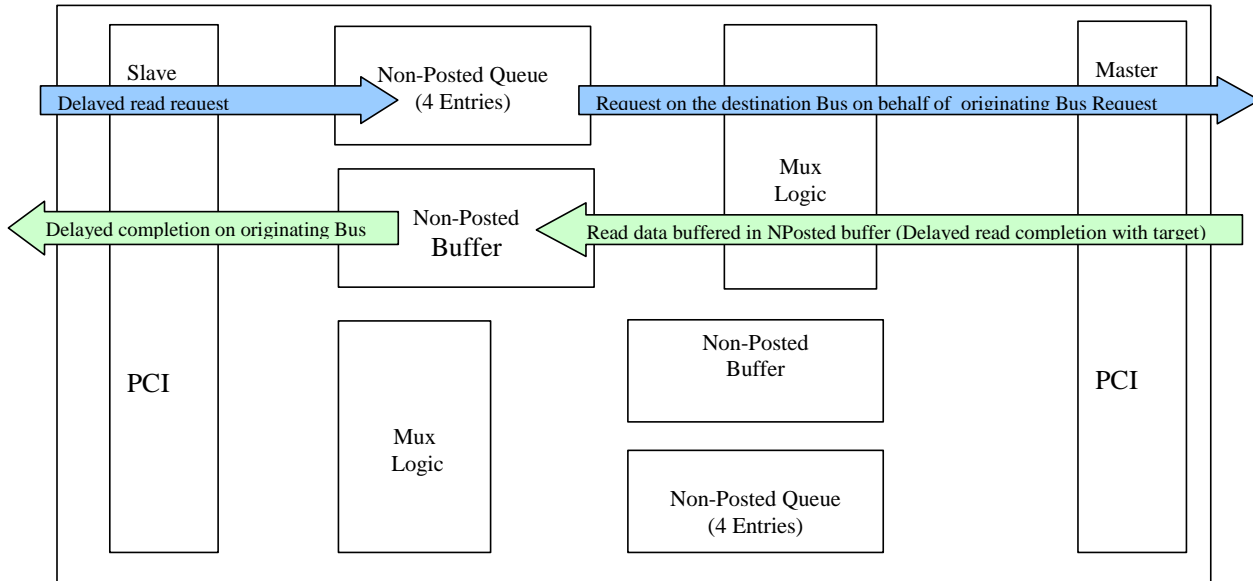 Slave
Non-Posted Queue
(4 Entries)
Master
Delayed read request
Request on the destination Bus on behalf of originating Bus Request
Mux
Logic
Non-Posted
Buffer
Delayed completion on originating Bus
Read data buffered in NPosted buffer (Delayed read completion with target)
PCI
Non-Posted
Buffer
PCI
Mux
Logic
Non-Posted Queue
(4 Entries)